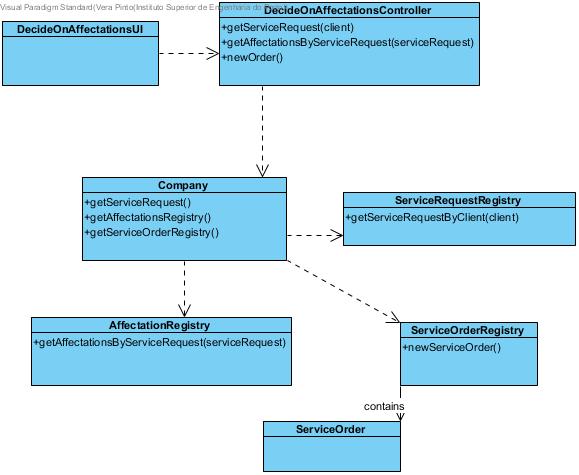 Visual Paradigm Standard(Vera Pinto(Instituto Superior de Engenharia do
DecideOnAffectationsController
DecideOnAffectationsUI
+getServiceRequest(client)
+getAffectationsByServiceRequest(serviceRequest)
+newOrder()
Company
+getServiceRequest()
+getAffectationsRegistry()
+getServiceOrderRegistry()
ServiceRequestRegistry
+getServiceRequestByClient(client)
AffectationRegistry
+getAffectationsByServiceRequest(serviceRequest)
ServiceOrderRegistry
+newServiceOrder()
contains
ServiceOrder